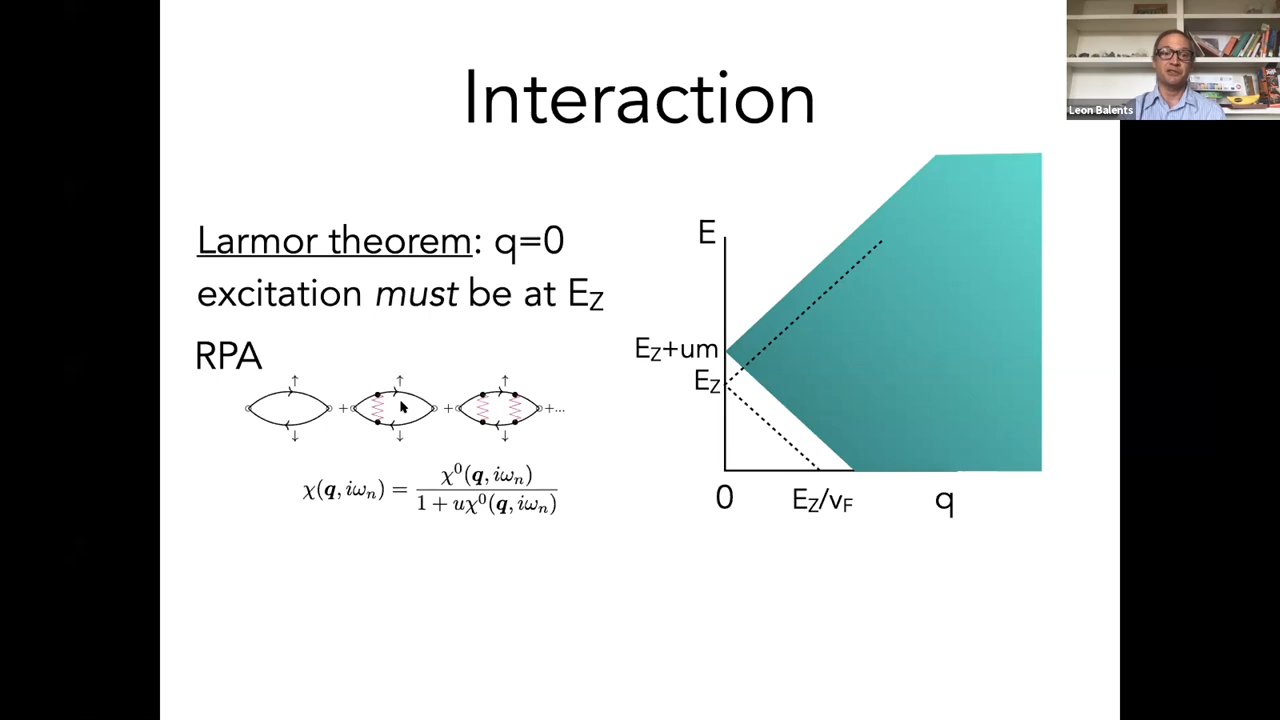 Interaction
Leon Balents
Larmor theorem: q=0
excitation must be at E_Z
RPA
↑ ↑ ↑
+ + +...
↓ ↓ ↓
χ(q, iω_n) = χ⁰(q, iω_n) / 1 + uχ⁰(q, iω_n)
E
E_Z+um
E_Z
0 E_Z/v_F q